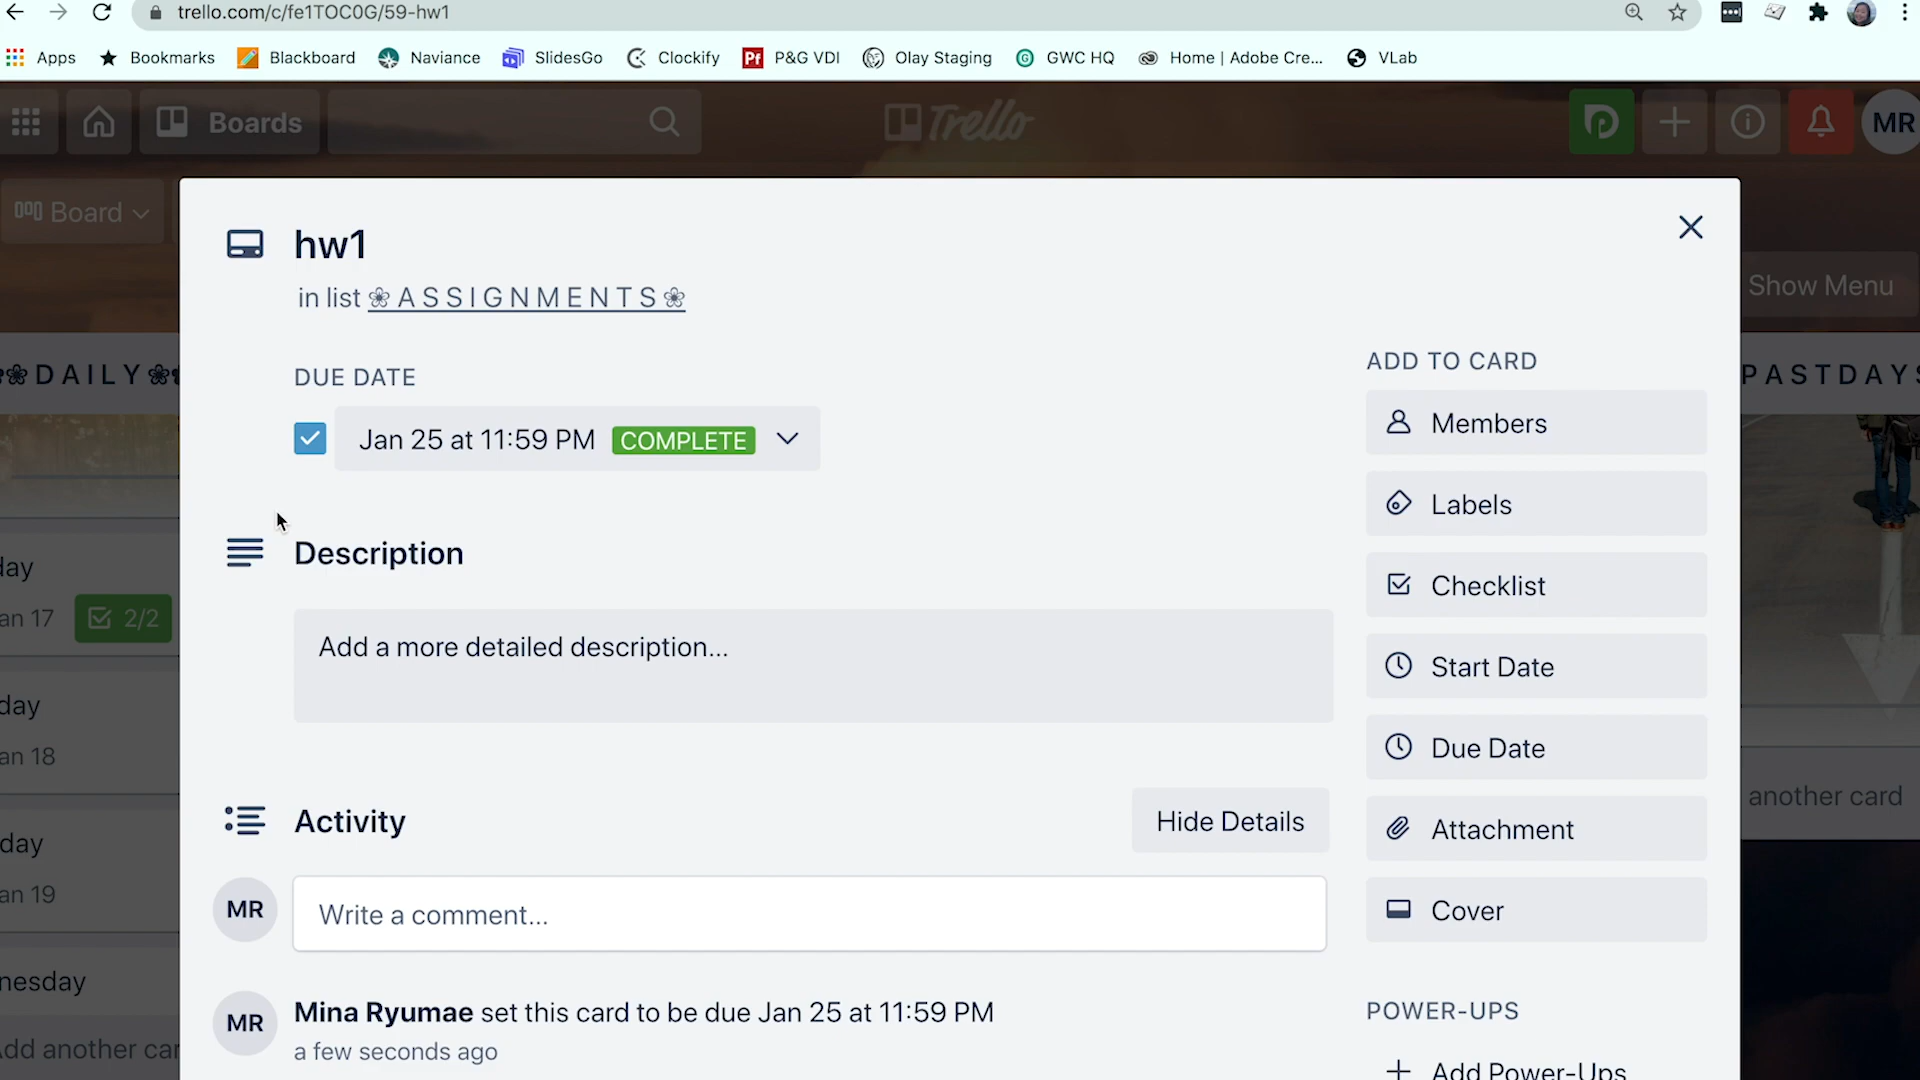 trello.com/c/fe1TOC0G/59-hw1
Apps Bookmarks Blackboard Naviance SlidesGo Clockify P&G VDI Olay Staging GWC HQ Home | Adobe Cre... VLab
Boards Trello MR
Board
hw1
in list ❀ A S S I G N M E N T S ❀
Show Menu
❀ D A I L Y ❀
P A S T D A Y S
DUE DATE
Jan 25 at 11:59 PM COMPLETE
ADD TO CARD
Members
Labels
Checklist
Start Date
Due Date
Attachment
Cover
Description
Add a more detailed description...
day
an 17 2/2
day
an 18
day
an 19
nesday
dd another car
another card
Activity
Hide Details
MR
Write a comment...
MR
Mina Ryumae set this card to be due Jan 25 at 11:59 PM
a few seconds ago
POWER-UPS
Add Power-Ups